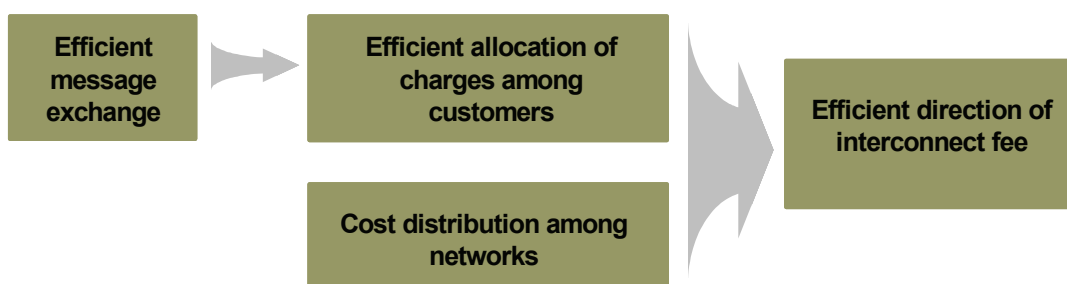 Efficient
message
exchange
Efficient allocation of
charges among
customers
Cost distribution among
networks
Efficient direction of
interconnect fee